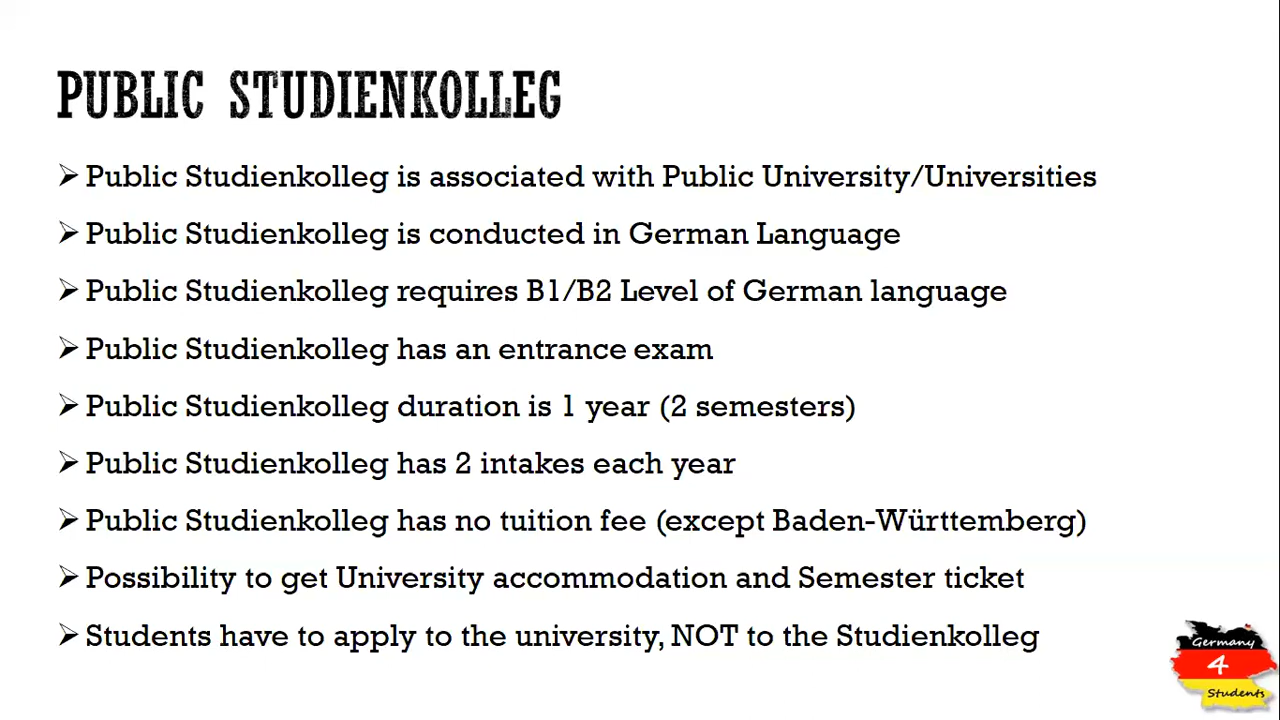 PUBLIC STUDIENKOLLEG
➢ Public Studienkolleg is associated with Public University/Universities
➢ Public Studienkolleg is conducted in German Language
➢ Public Studienkolleg requires B1/B2 Level of German language
➢ Public Studienkolleg has an entrance exam
➢ Public Studienkolleg duration is 1 year (2 semesters)
➢ Public Studienkolleg has 2 intakes each year
➢ Public Studienkolleg has no tuition fee (except Baden-Württemberg)
➢ Possibility to get University accommodation and Semester ticket
➢ Students have to apply to the university, NOT to the Studienkolleg
Germany
4
Students